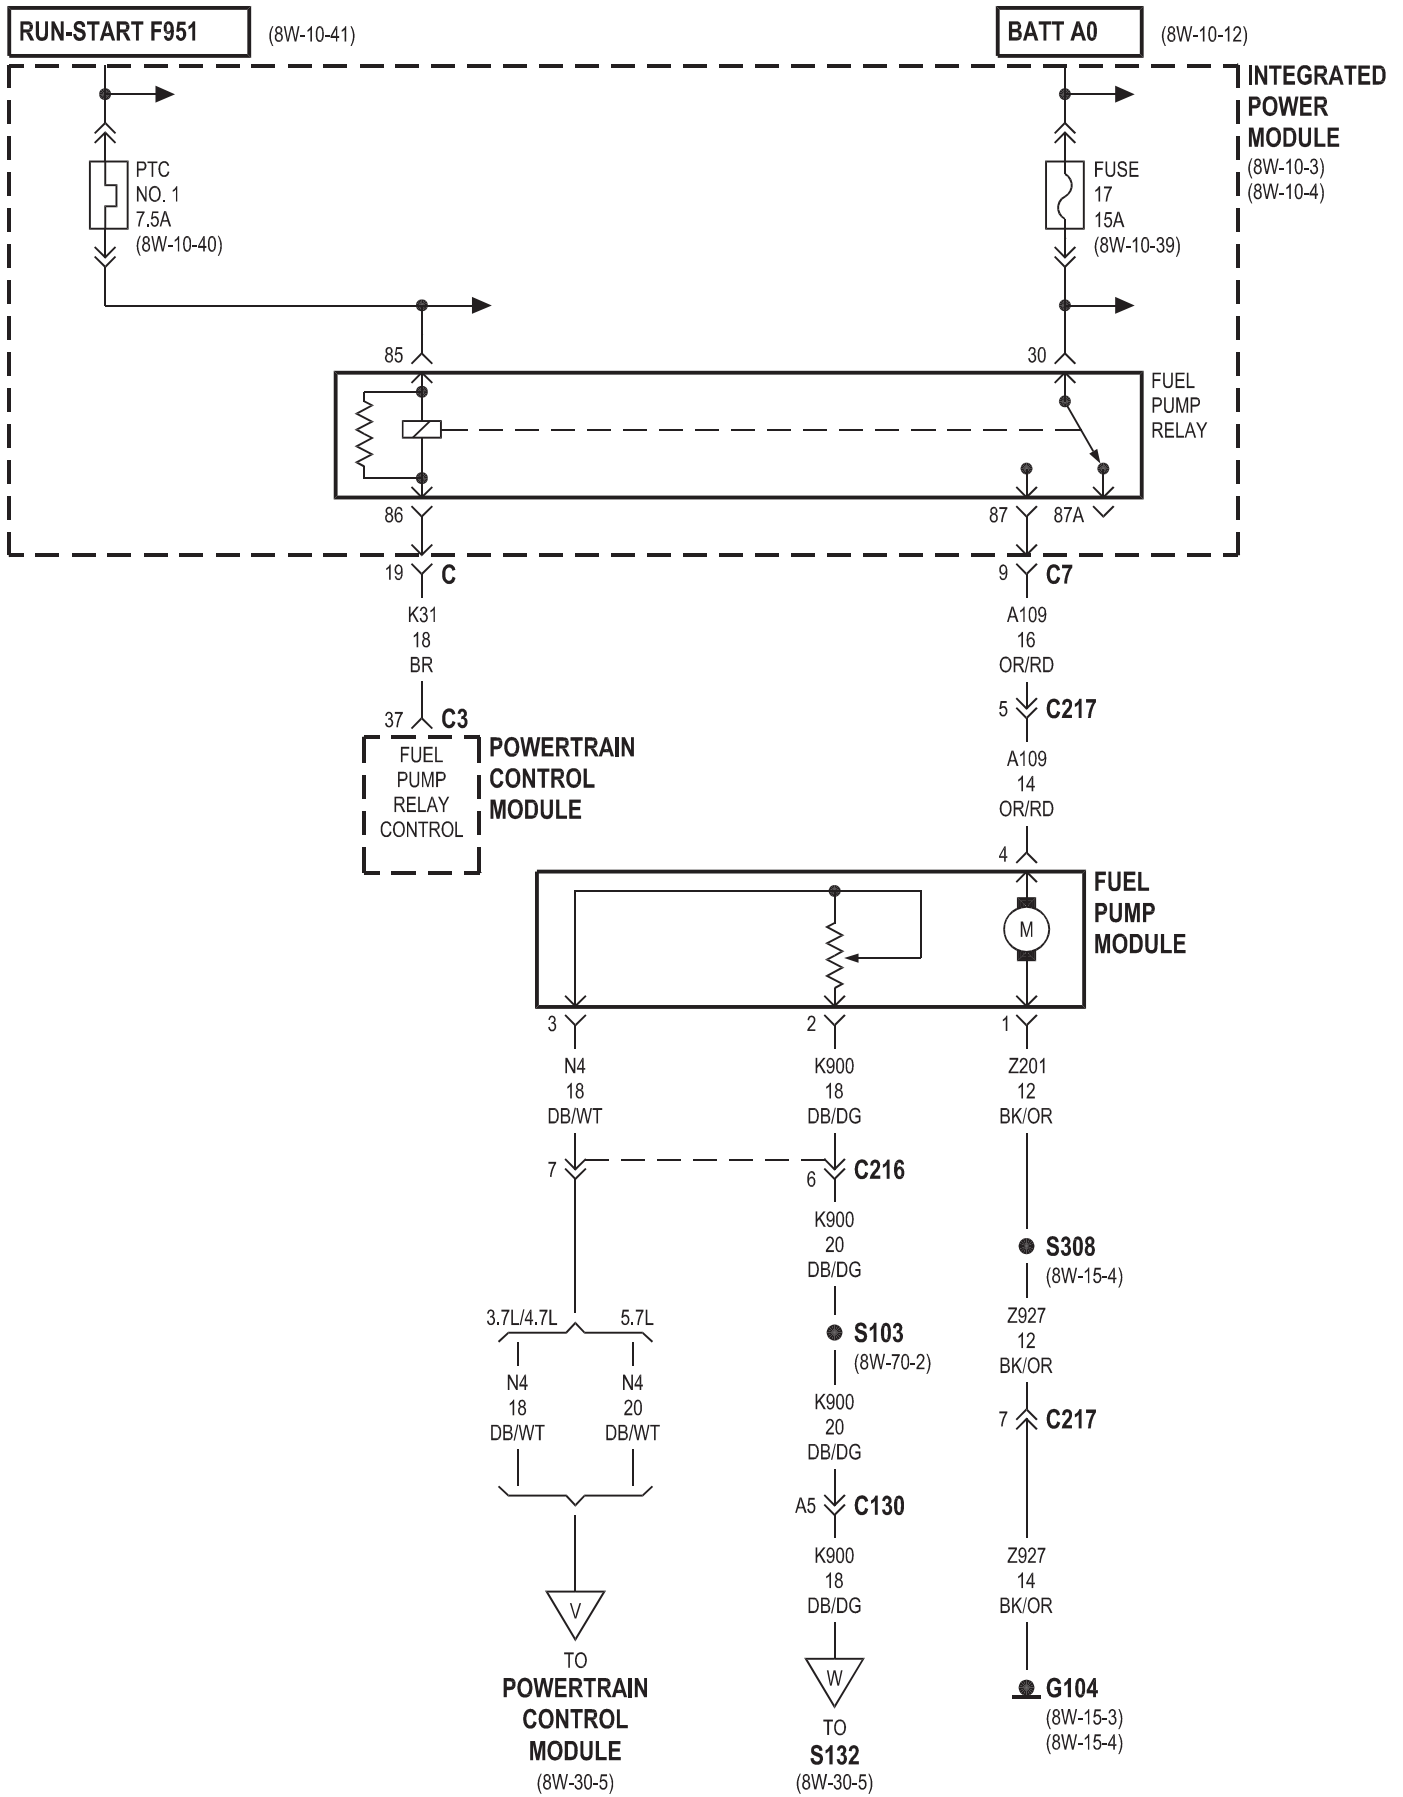 RUN-START F951
(8W-10-41)
BATT A0
(8W-10-12)
INTEGRATED
POWER
MODULE
(8W-10-3)
(8W-10-4)
PTC
NO. 1
7.5A
(8W-10-40)
FUSE
17
15A
(8W-10-39)
85
30
FUEL
PUMP
RELAY
86
87
87A
19
C
9
C7
K31
18
BR
A109
16
OR/RD
37
C3
5
C217
FUEL
PUMP
RELAY
CONTROL
POWERTRAIN
CONTROL
MODULE
A109
14
OR/RD
4
FUEL
PUMP
MODULE
M
3
2
1
N4
18
DB/WT
K900
18
DB/DG
Z201
12
BK/OR
7
6
C216
K900
20
DB/DG
S308
(8W-15-4)
3.7L/4.7L
5.7L
S103
(8W-70-2)
Z927
12
BK/OR
N4
18
DB/WT
N4
20
DB/WT
K900
20
DB/DG
7
C217
A5
C130
K900
18
DB/DG
Z927
14
BK/OR
V
TO
POWERTRAIN
CONTROL
MODULE
(8W-30-5)
W
TO
S132
(8W-30-5)
G104
(8W-15-3)
(8W-15-4)